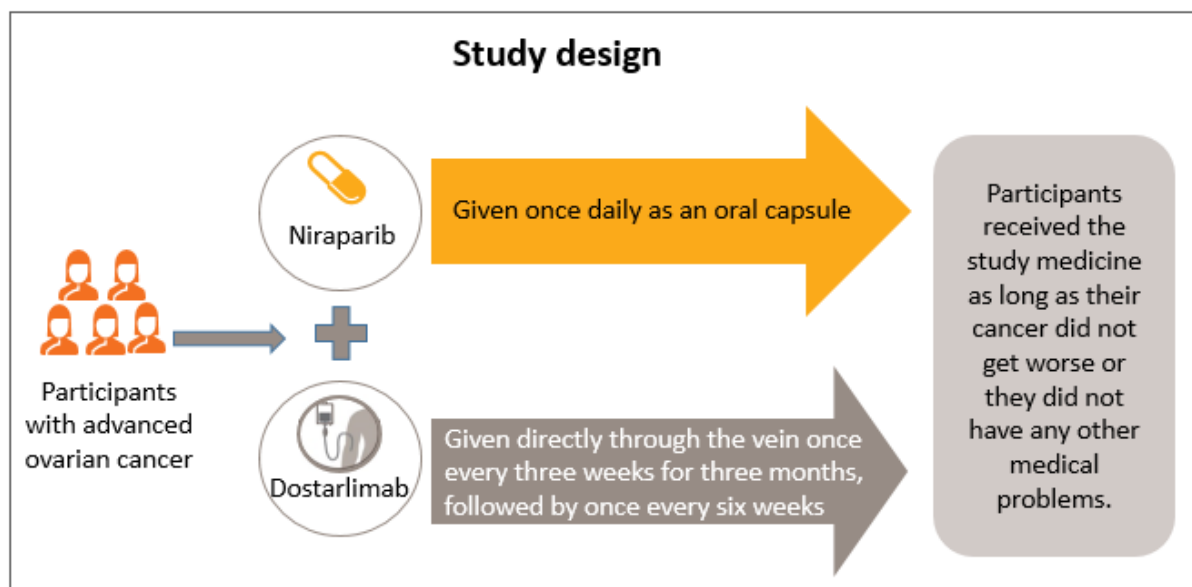 Study design
Participants
with advanced
ovarian cancer
Niraparib
Given once daily as an oral capsule
Dostarlimab
Given directly through the vein once
every three weeks for three months,
followed by once every six weeks
Participants
received the
study medicine
as long as their
cancer did not
get worse or
they did not
have any other
medical
problems.